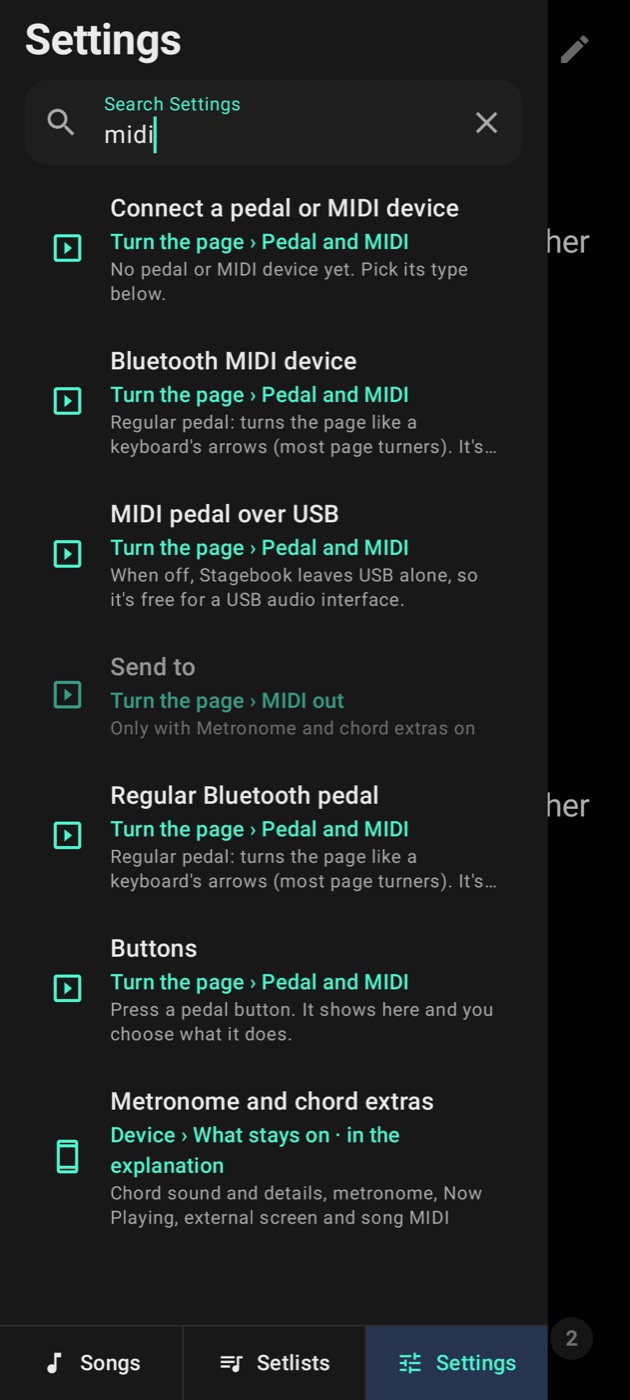 Settings
Search Settings
midi
her
Connect a pedal or MIDI device
Turn the page › Pedal and MIDI
No pedal or MIDI device yet. Pick its type
below.
Bluetooth MIDI device
Turn the page › Pedal and MIDI
Regular pedal: turns the page like a
keyboard's arrows (most page turners). It's…
MIDI pedal over USB
Turn the page › Pedal and MIDI
When off, Stagebook leaves USB alone, so
it's free for a USB audio interface.
Send to
Turn the page › MIDI out
Only with Metronome and chord extras on
her
Regular Bluetooth pedal
Turn the page › Pedal and MIDI
Regular pedal: turns the page like a
keyboard's arrows (most page turners). It's…
Buttons
Turn the page › Pedal and MIDI
Press a pedal button. It shows here and you
choose what it does.
Metronome and chord extras
Device › What stays on · in the
explanation
Chord sound and details, metronome, Now
Playing, external screen and song MIDI
Songs
Setlists
Settings
2